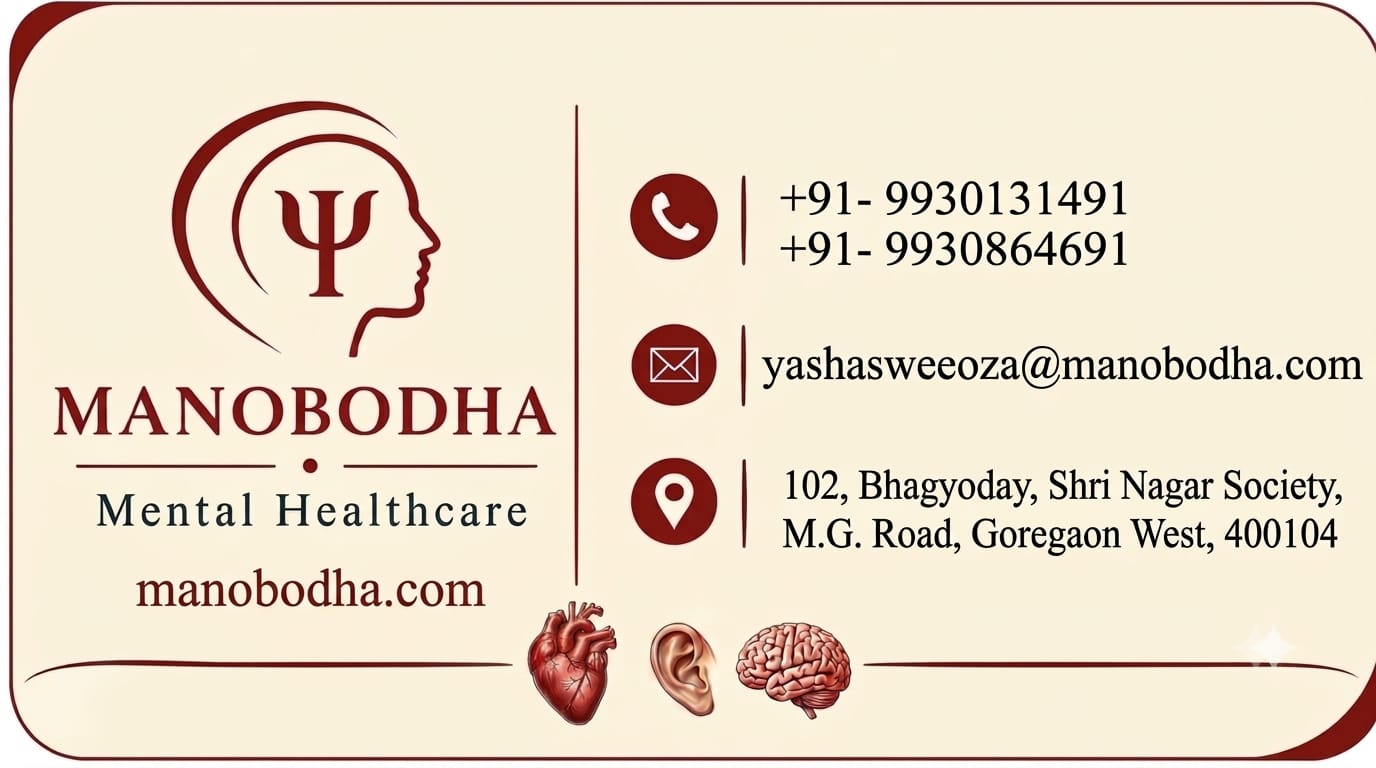 Ψ
MANOBODHA
Mental Healthcare
manobodha.com
+91- 9930131491
+91- 9930864691
yashasweeoza@manobodha.com
102, Bhagyoday, Shri Nagar Society,
M.G. Road, Goregaon West, 400104